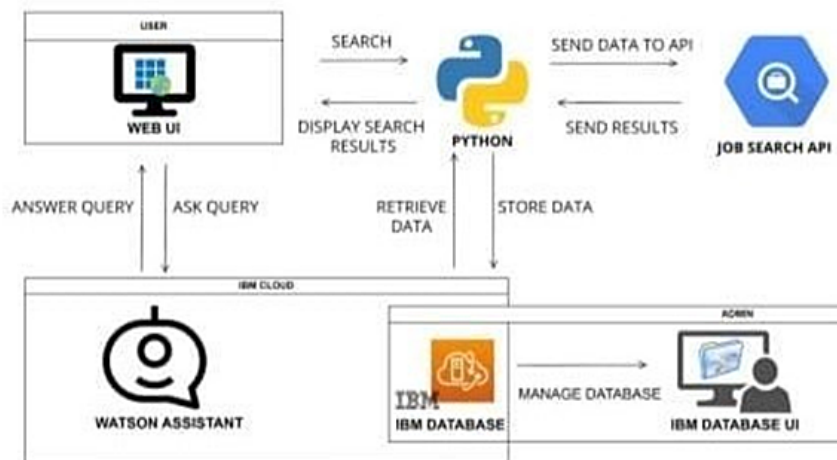 USER
WEB UI
SEARCH
DISPLAY SEARCH
RESULTS
PYTHON
SEND DATA TO API
SEND RESULTS
JOB SEARCH API
ANSWER QUERY
ASK QUERY
RETRIEVE
DATA
STORE DATA
IBM CLOUD
WATSON ASSISTANT
ADMIN
IBM
IBM DATABASE
MANAGE DATABASE
IBM DATABASE UI